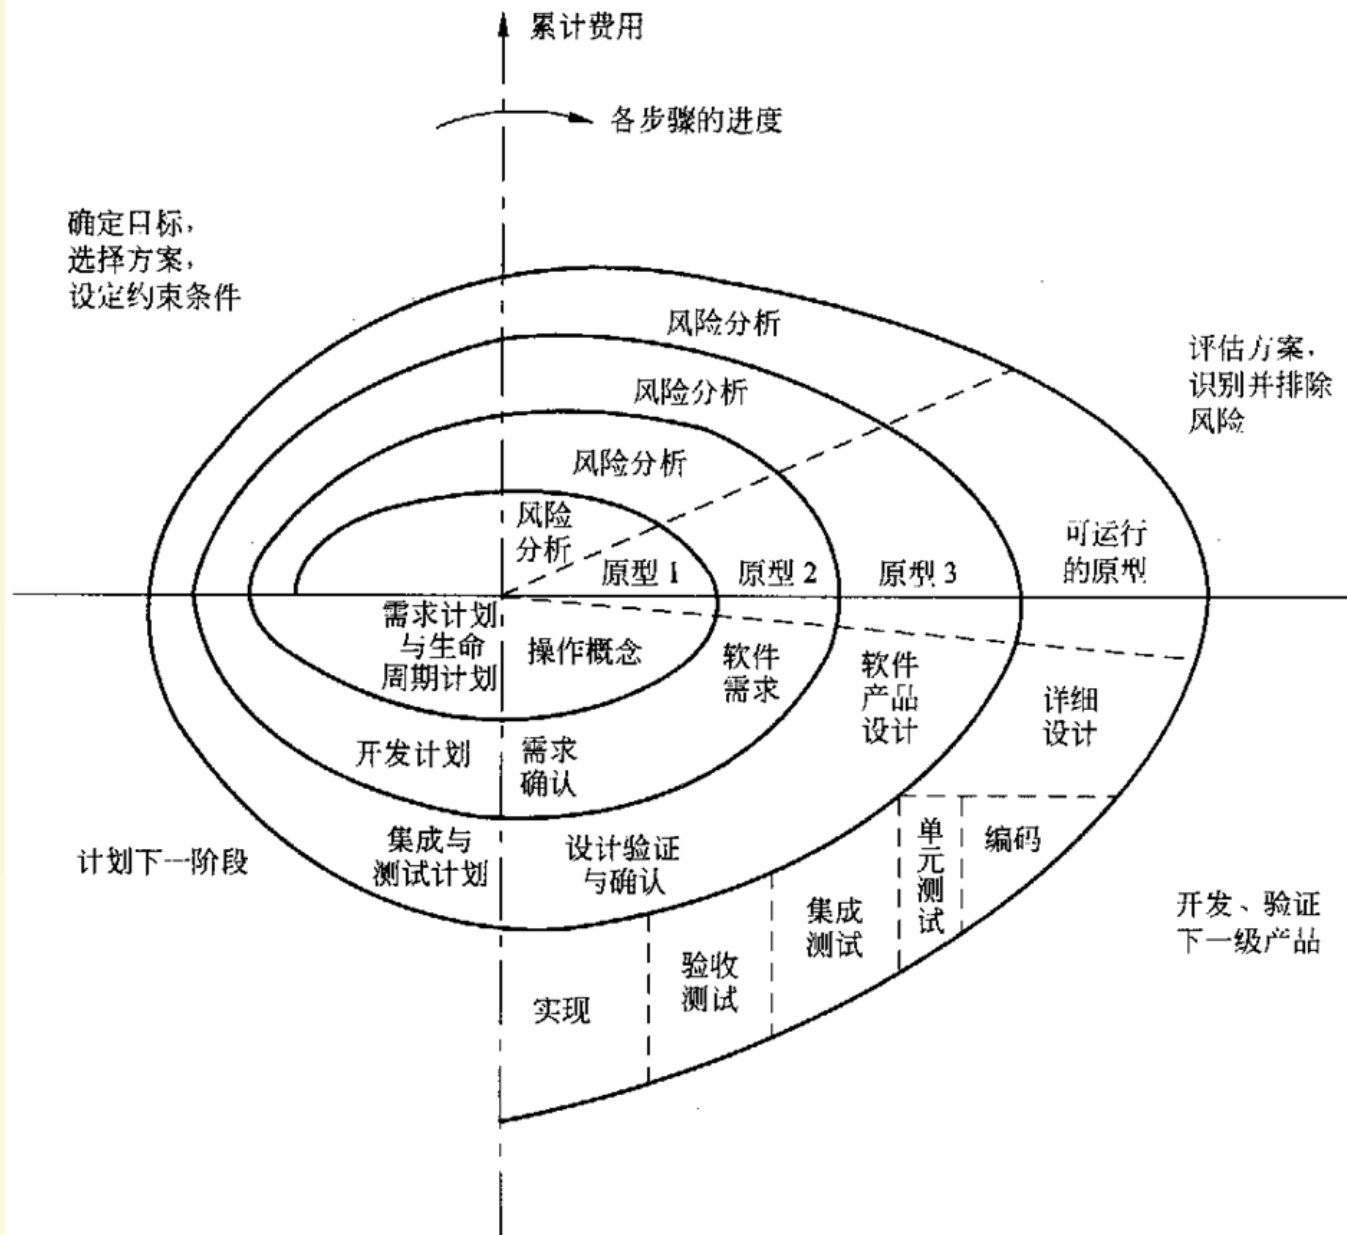 累计费用
各步骤的进度
确定目标，
选择方案，
设定约束条件
风险分析
评估方案，
识别并排除
风险
风险分析
风险分析
风险
分析
原型 1
原型 2
原型 3
可运行
的原型
需求计划
与生命
周期计划
操作概念
软件
需求
软件
产品
设计
详细
设计
开发计划
需求
确认
计划下一阶段
集成与
测试计划
设计验证
与确认
单
元
测
试
编码
集成
测试
验收
测试
实现
开发、验证
下一级产品